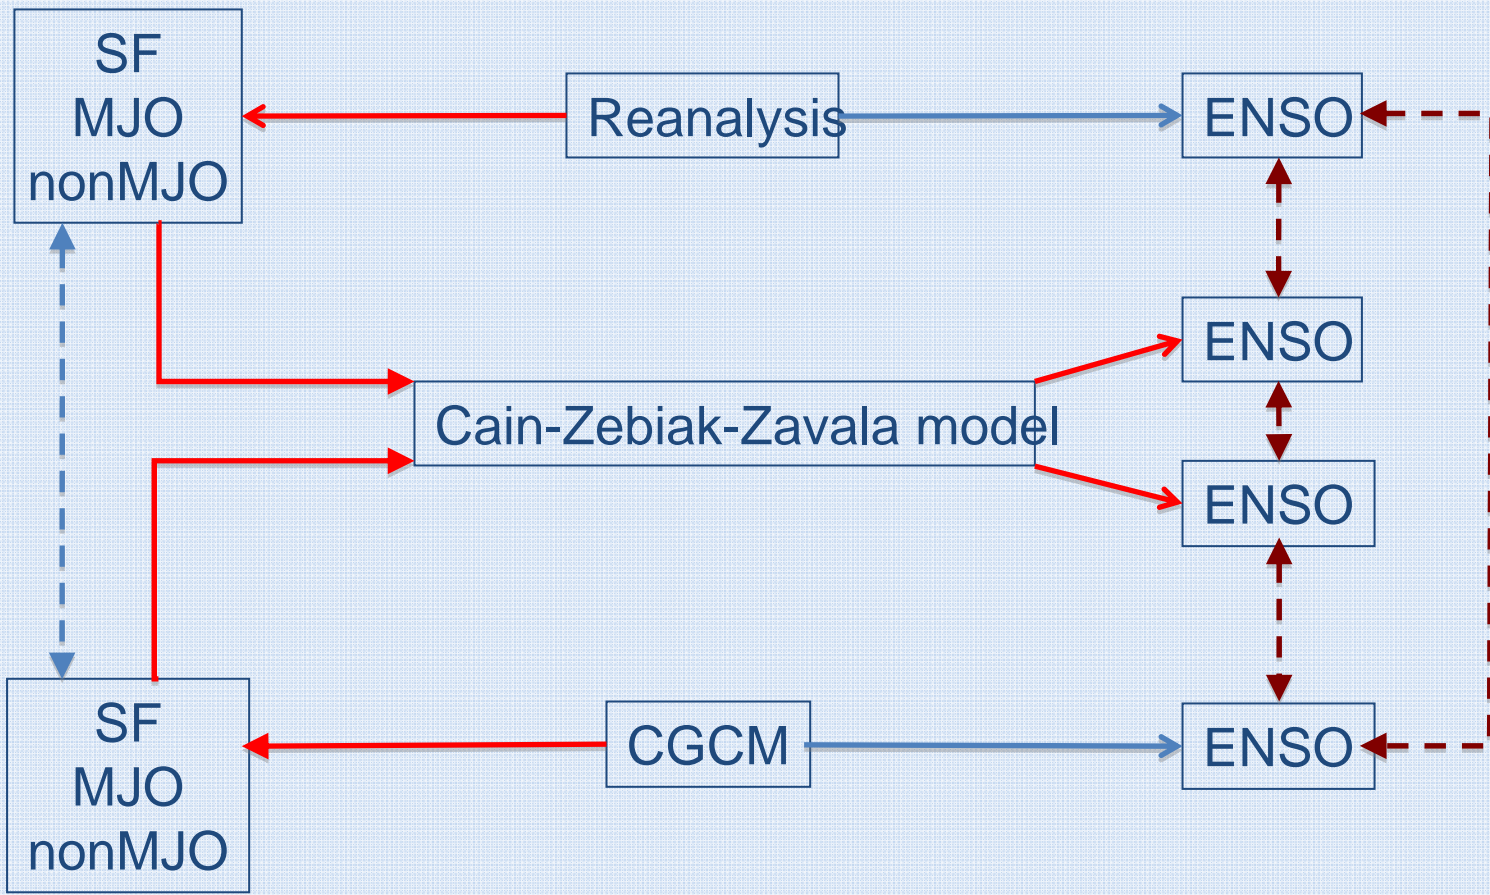 SF
MJO
nonMJO
Reanalysis
ENSO
ENSO
Cain-Zebiak-Zavala model
ENSO
SF
MJO
nonMJO
CGCM
ENSO